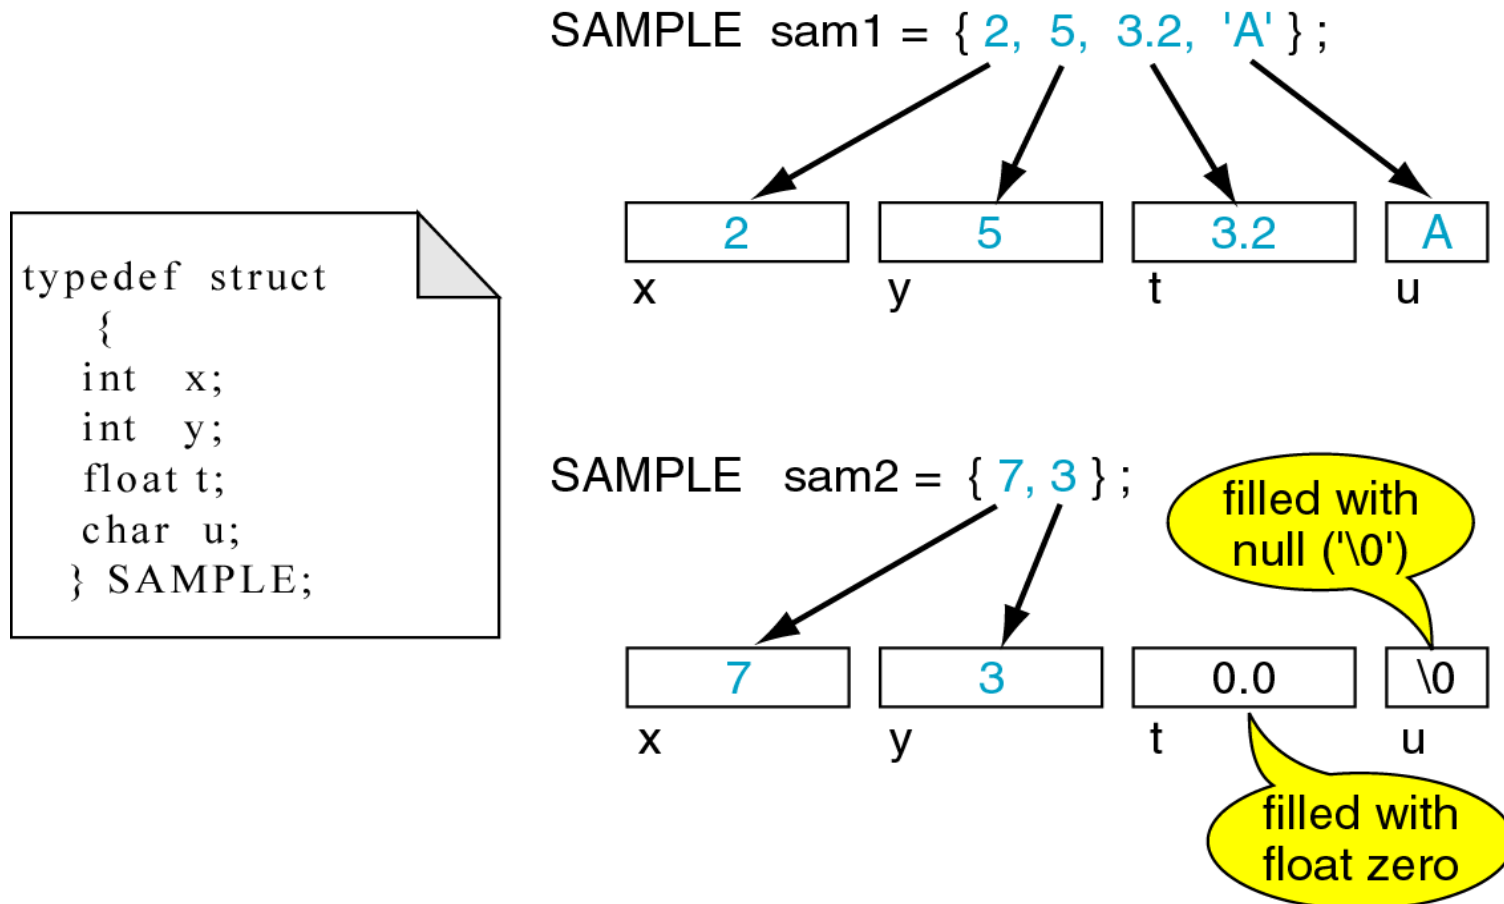 typedef struct
{
int x;
int y;
float t;
char u;
} SAMPLE;
SAMPLE sam1 = { 2, 5, 3.2, 'A' } ;
2 5 3.2 A
x y t u
SAMPLE sam2 = { 7, 3 } ;
filled with
null ('\0')
7 3 0.0 \0
x y t u
filled with
float zero